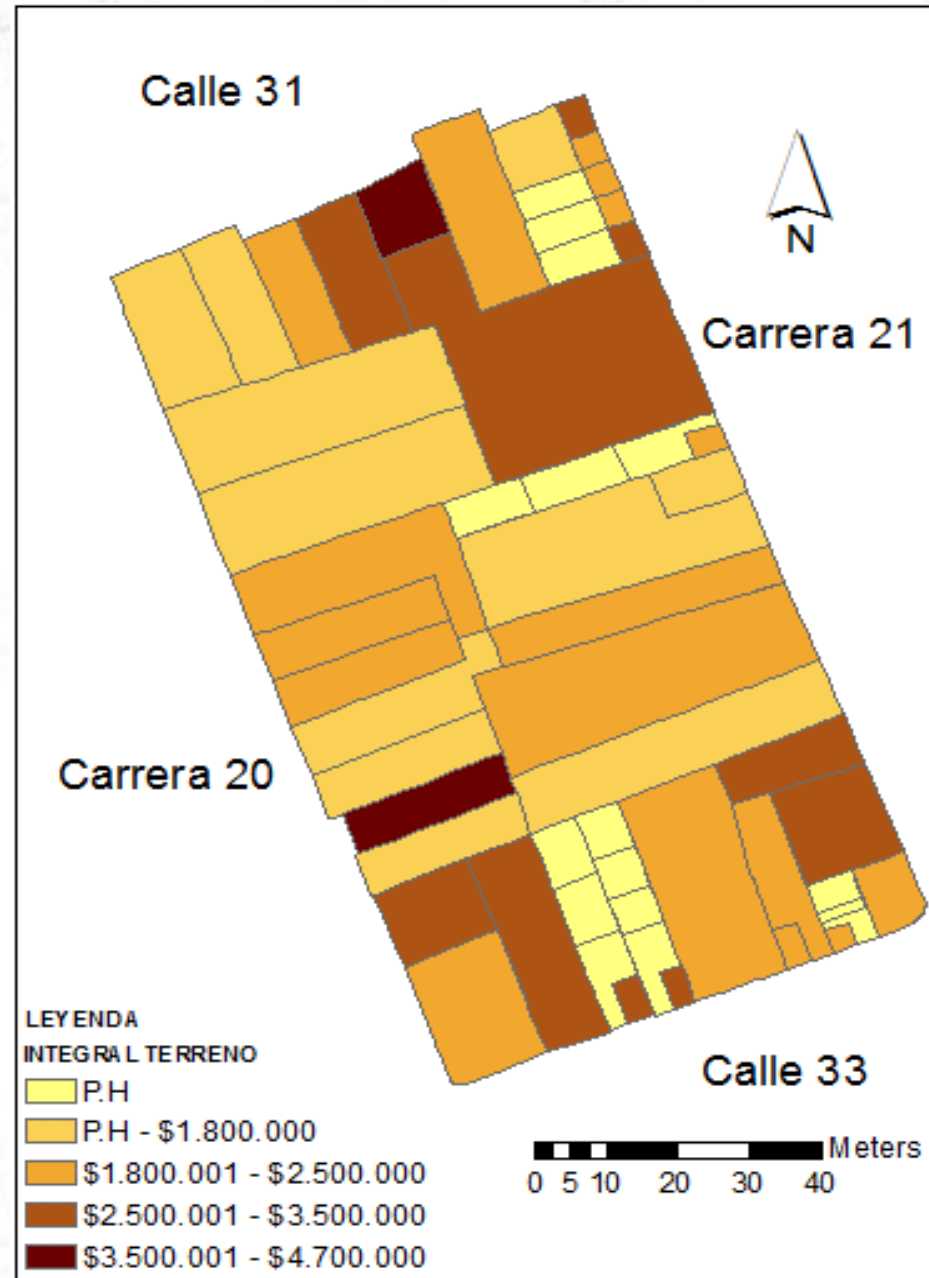 Calle 31
N
Carrera 21
Carrera 20
Calle 33
LEYENDA
INTEGRAL TERRENO
P.H
P.H - $1.800.000
$1.800.001 - $2.500.000
$2.500.001 - $3.500.000
$3.500.001 - $4.700.000
Meters
0 5 10 20 30 40